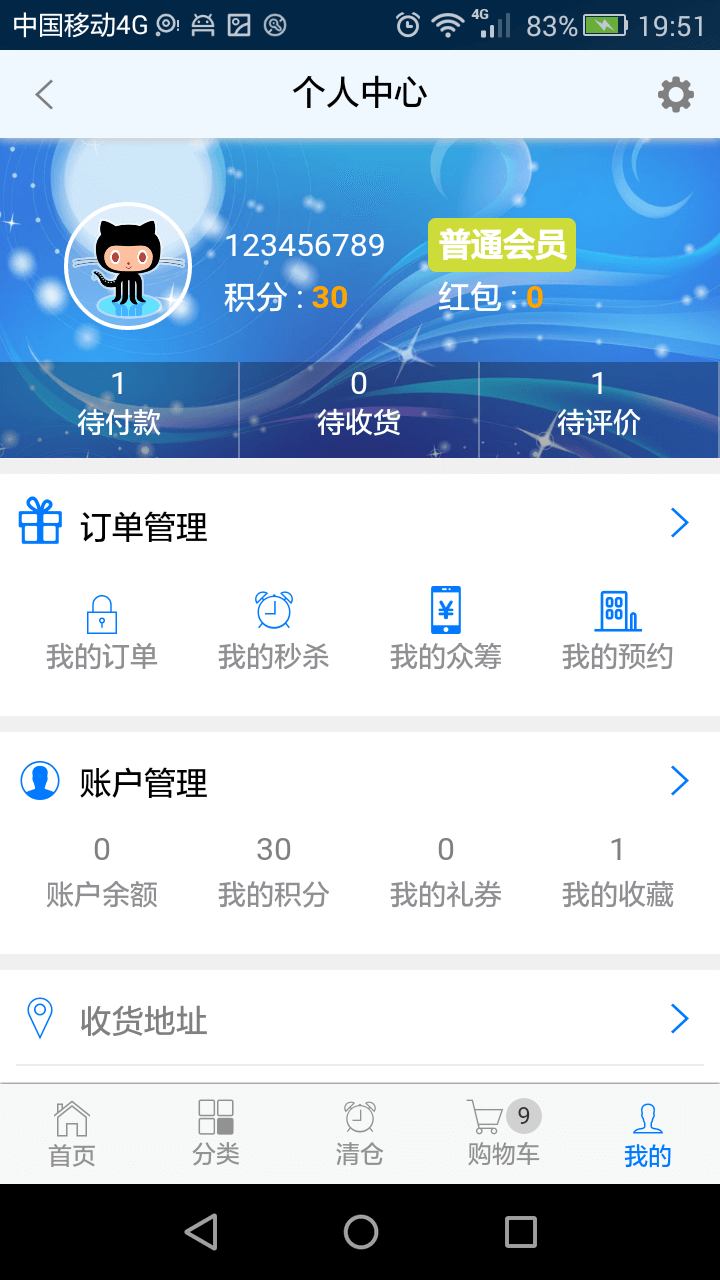 中国移动4G 4G 83% 19:51
个人中心
123456789 普通会员
积分 : 30 红包 : 0
1 0 1
待付款 待收货 待评价
订单管理
我的订单 我的秒杀 我的众筹 我的预约
账户管理
0 30 0 1
账户余额 我的积分 我的礼券 我的收藏
收货地址
9
首页 分类 清仓 购物车 我的